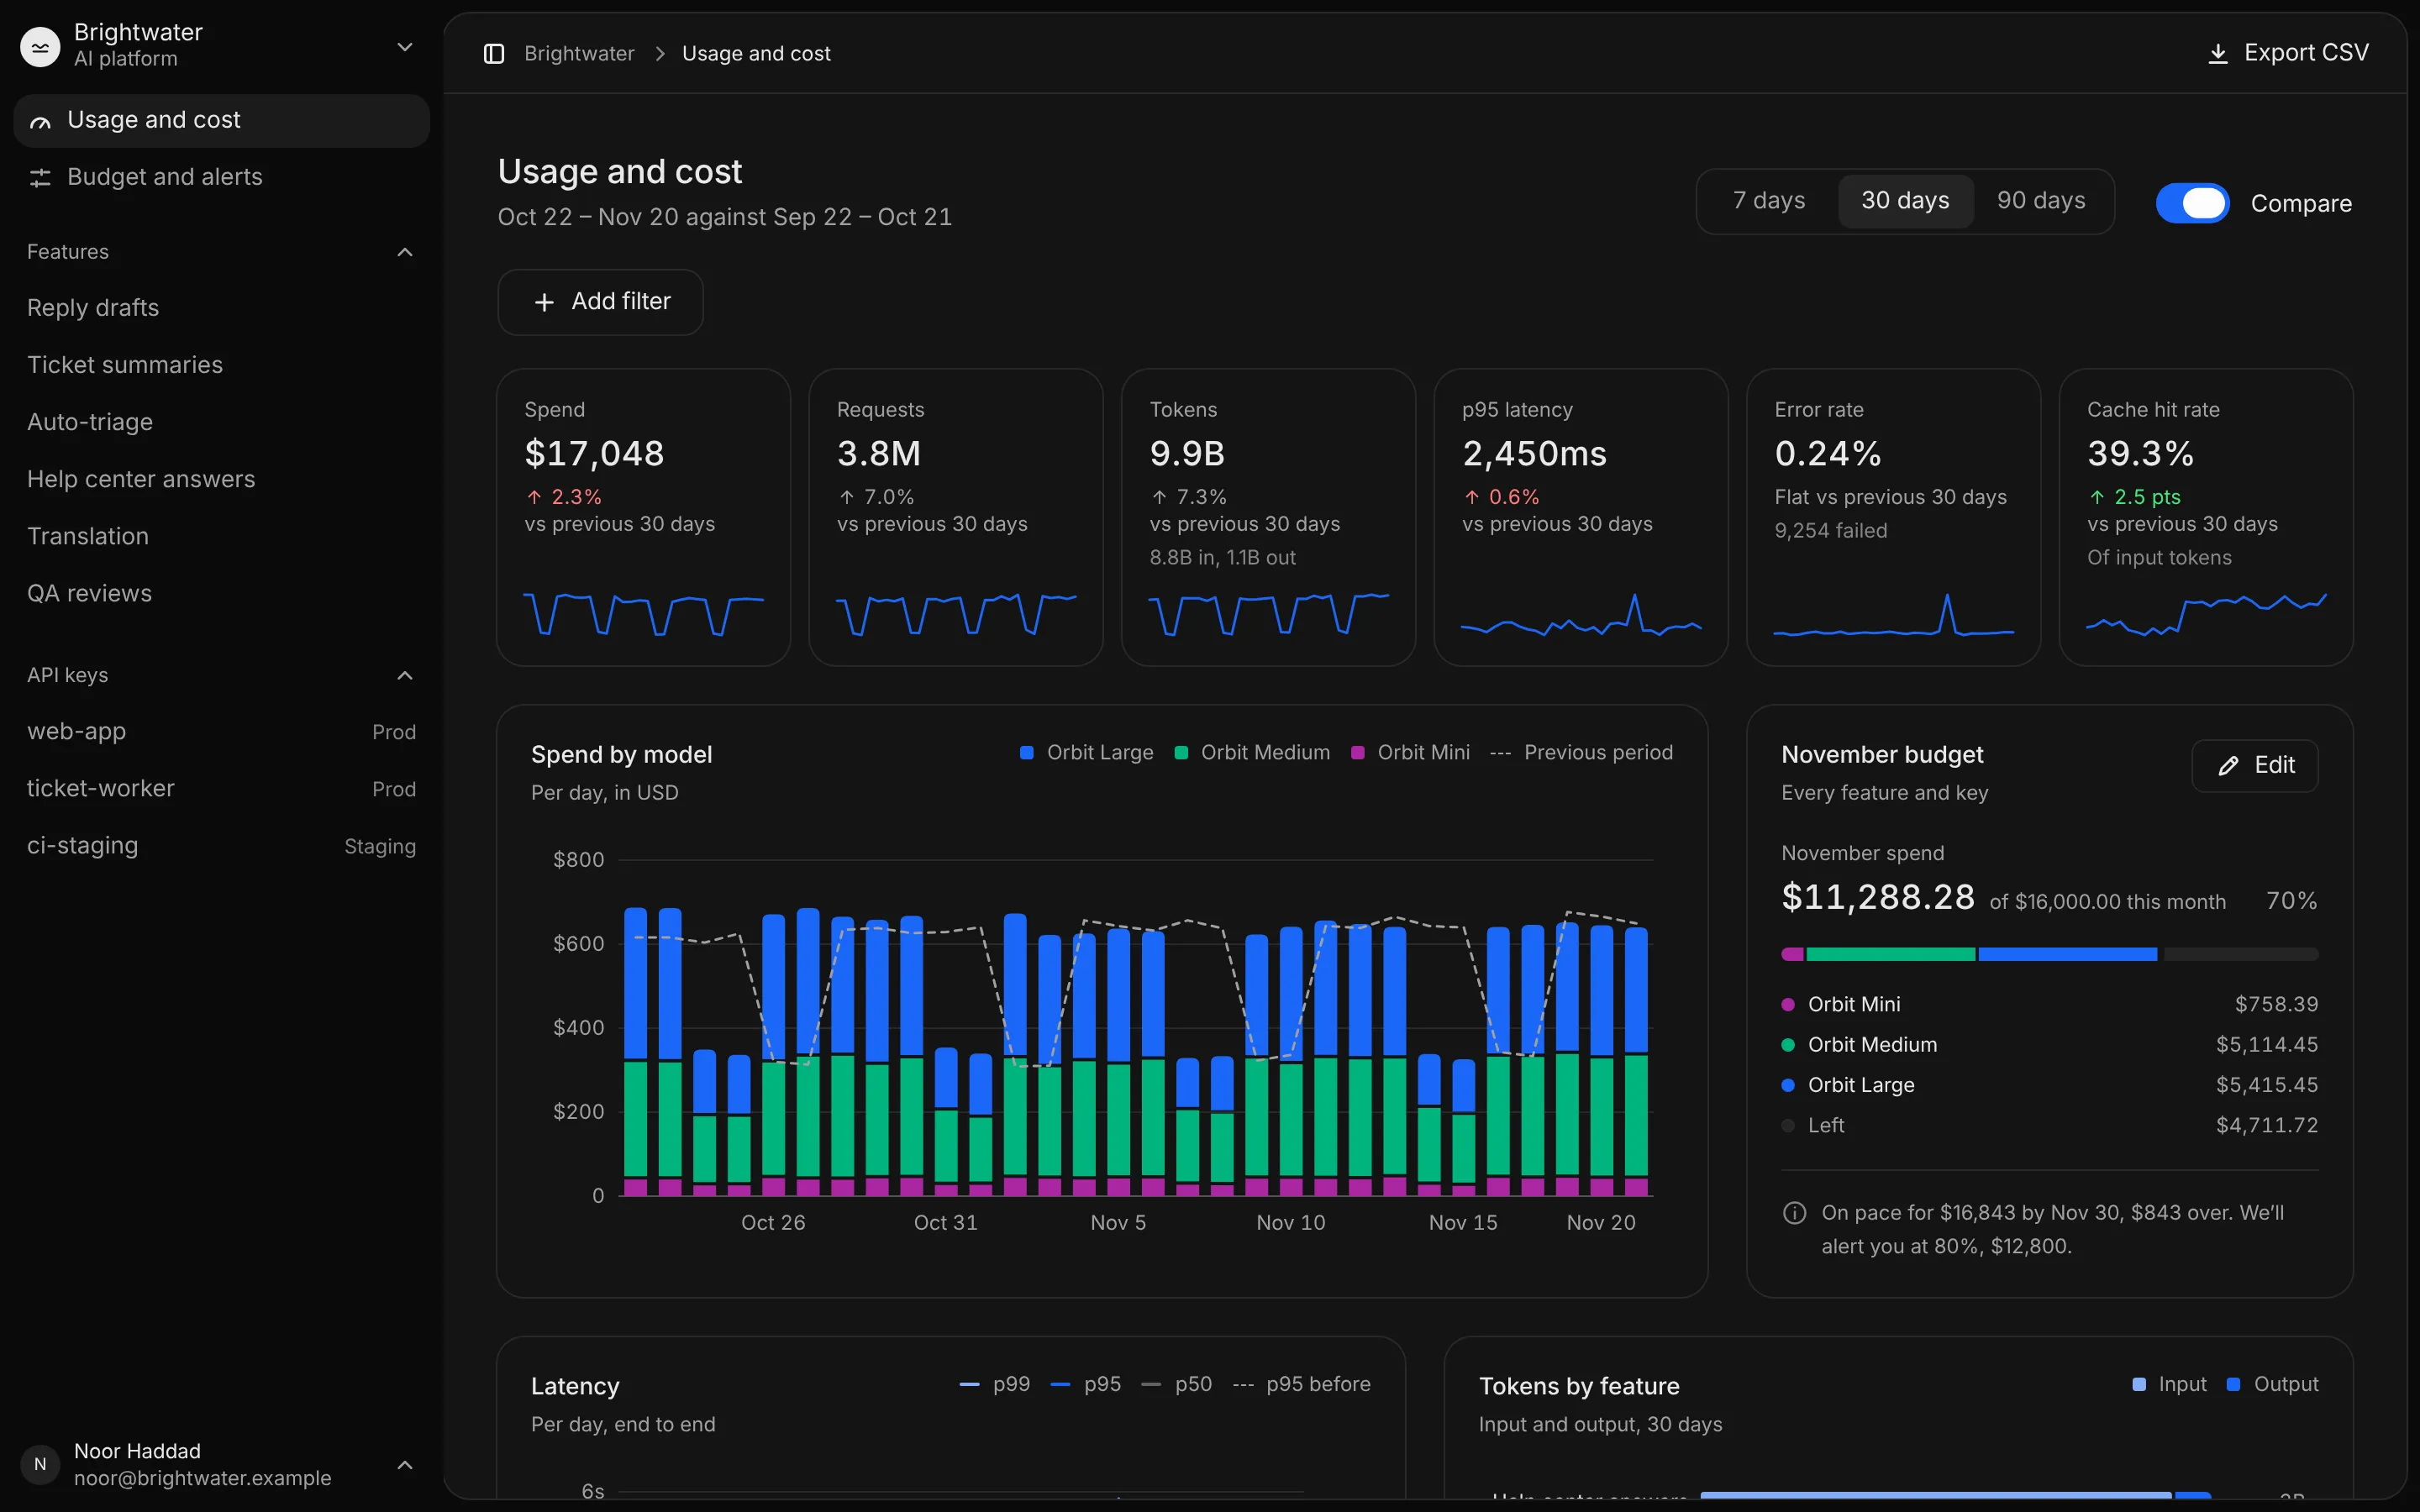 Brightwater
AI platform
Usage and cost
Budget and alerts
Features
Reply drafts
Ticket summaries
Auto-triage
Help center answers
Translation
QA reviews
API keys
web-app Prod
ticket-worker Prod
ci-staging Staging
N
Noor Haddad
noor@brightwater.example
Brightwater Usage and cost
Export CSV
Usage and cost
Oct 22 – Nov 20 against Sep 22 – Oct 21
7 days 30 days 90 days
Compare
Add filter
Spend
$17,048
↑ 2.3%
vs previous 30 days
Requests
3.8M
↑ 7.0%
vs previous 30 days
Tokens
9.9B
↑ 7.3%
vs previous 30 days
8.8B in, 1.1B out
p95 latency
2,450ms
↑ 0.6%
vs previous 30 days
Error rate
0.24%
Flat vs previous 30 days
9,254 failed
Cache hit rate
39.3%
↑ 2.5 pts
vs previous 30 days
Of input tokens
Spend by model
Per day, in USD
Orbit Large Orbit Medium Orbit Mini Previous period
$800
$600
$400
$200
0
Oct 26 Oct 31 Nov 5 Nov 10 Nov 15 Nov 20
November budget
Every feature and key
Edit
November spend
$11,288.28 of $16,000.00 this month 70%
Orbit Mini $758.39
Orbit Medium $5,114.45
Orbit Large $5,415.45
Left $4,711.72
On pace for $16,843 by Nov 30, $843 over. We’ll
alert you at 80%, $12,800.
Latency
Per day, end to end
p99 p95 p50 p95 before
6s
Tokens by feature
Input and output, 30 days
Input Output
Help center answers